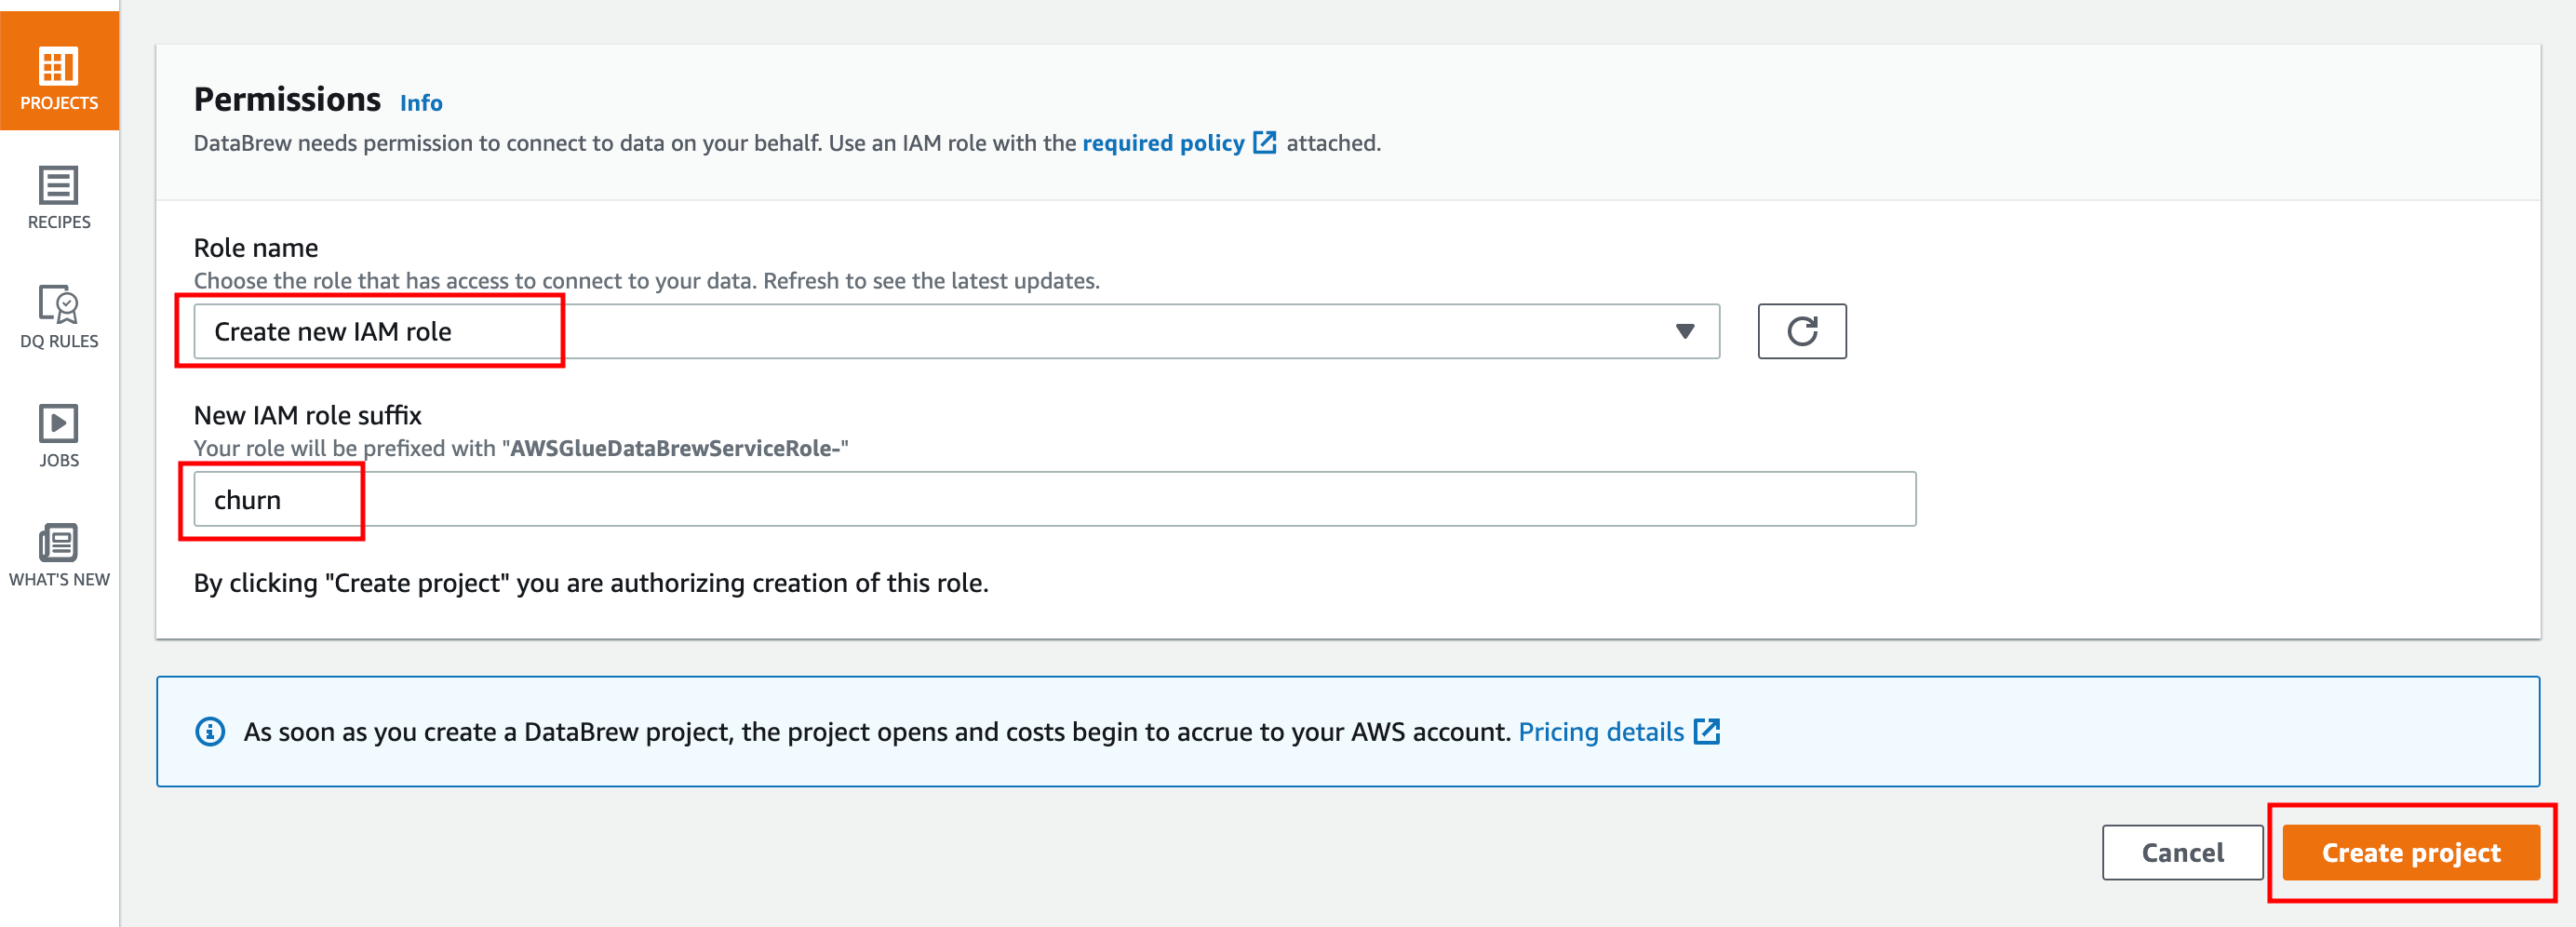 PROJECTS
RECIPES
DQ RULES
JOBS
WHAT'S NEW
Permissions Info
DataBrew needs permission to connect to data on your behalf. Use an IAM role with the required policy attached.
Role name
Choose the role that has access to connect to your data. Refresh to see the latest updates.
Create new IAM role
New IAM role suffix
Your role will be prefixed with "AWSGlueDataBrewServiceRole-"
churn
By clicking "Create project" you are authorizing creation of this role.
As soon as you create a DataBrew project, the project opens and costs begin to accrue to your AWS account. Pricing details
Cancel Create project